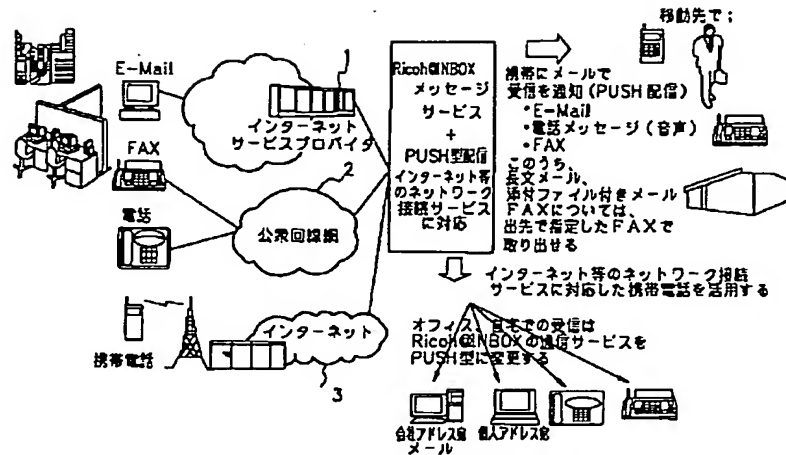 E-Mail
インターネット
サービスプロバイダ
1
FAX
2
電話
公衆回線網
携帯電話
インターネット
3
Ricoh@INBOX
メッセージ
サービス
+
PUSH型配信
インターネット等
のネットワーク
接続サービス
に対応
移動先で;
携帯にメールで
受信を通知(PUSH配信)
・E-Mail
・電話メッセージ(音声)
・FAX
このうち、
長文メール、
添付ファイル付きメール
FAXについては、
出先で指定したFAXで
取り出せる
インターネット等のネットワーク接続
サービスに対応した携帯電話を活用する
オフィス、自宅での受信は
Ricoh@INBOXの通信サービスを
PUSH型に変更する
会社アドレス宛
メール
個人アドレス宛